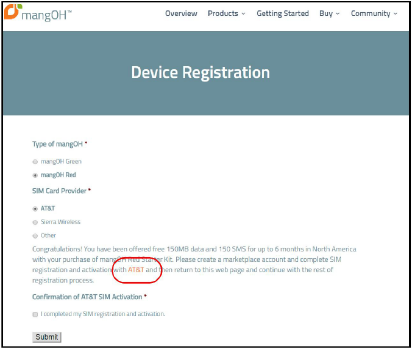 mangOH™
Overview Products Getting Started Buy Community
Device Registration
Type of mangOH *
mangOH Green
mangOH Red
SIM Card Provider *
AT&T
Sierra Wireless
Other
Congratulations! You have been offered free 150MB data and 150 SMS for up to 6 months in North America
with your purchase of mangOH Red Starter Kit. Please create a marketplace account and complete SIM
registration and activation with AT&T and then return to this web page and continue with the rest of
registration process.
Confirmation of AT&T SIM Activation *
I completed my SIM registration and activation.
Submit